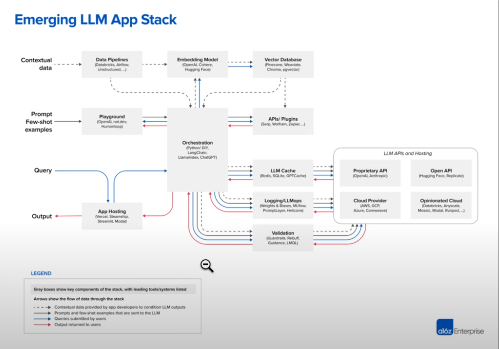 Emerging LLM App Stack
Contextual
data
Data Pipelines
(Databricks, Airflow,
Unstructured, ...)
Embedding Model
(OpenAI, Cohere,
Hugging Face)
Vector Database
(Pinecone, Weaviate,
Chroma, pgvector)
Prompt
Few-shot
examples
Playground
(OpenAI, nat.dev,
Humanloop)
Orchestration
(Python/ DIY,
LangChain,
LlamaIndex, ChatGPT)
APIs/ Plugins
(Serp, Wolfram, Zapier, ...)
Query
Output
App Hosting
(Vercel, Steamship,
Streamlit, Modal)
LLM Cache
(Redis, SQLite, GPTCache)
Logging/LLMops
(Weights & Biases, MLflow,
PromptLayer, Helicone)
Validation
(Guardrails, Rebuff,
Guidance, LMQL)
LLM APIs and Hosting
Proprietary API
(OpenAI, Anthropic)
Open API
(Hugging Face, Replicate)
Cloud Provider
(AWS, GCP,
Azure, Coreweave)
Opinionated Cloud
(Databricks, Anyscale,
Mosaic, Modal, Runpod, ...)
LEGEND
Gray boxes show key components of the stack, with leading tools/systems listed
Arrows show the flow of data through the stack
Contextual data provided by app developers to condition LLM outputs
Prompts and few-shot examples that are sent to the LLM
Queries submitted by users
Output returned to users
a16z Enterprise